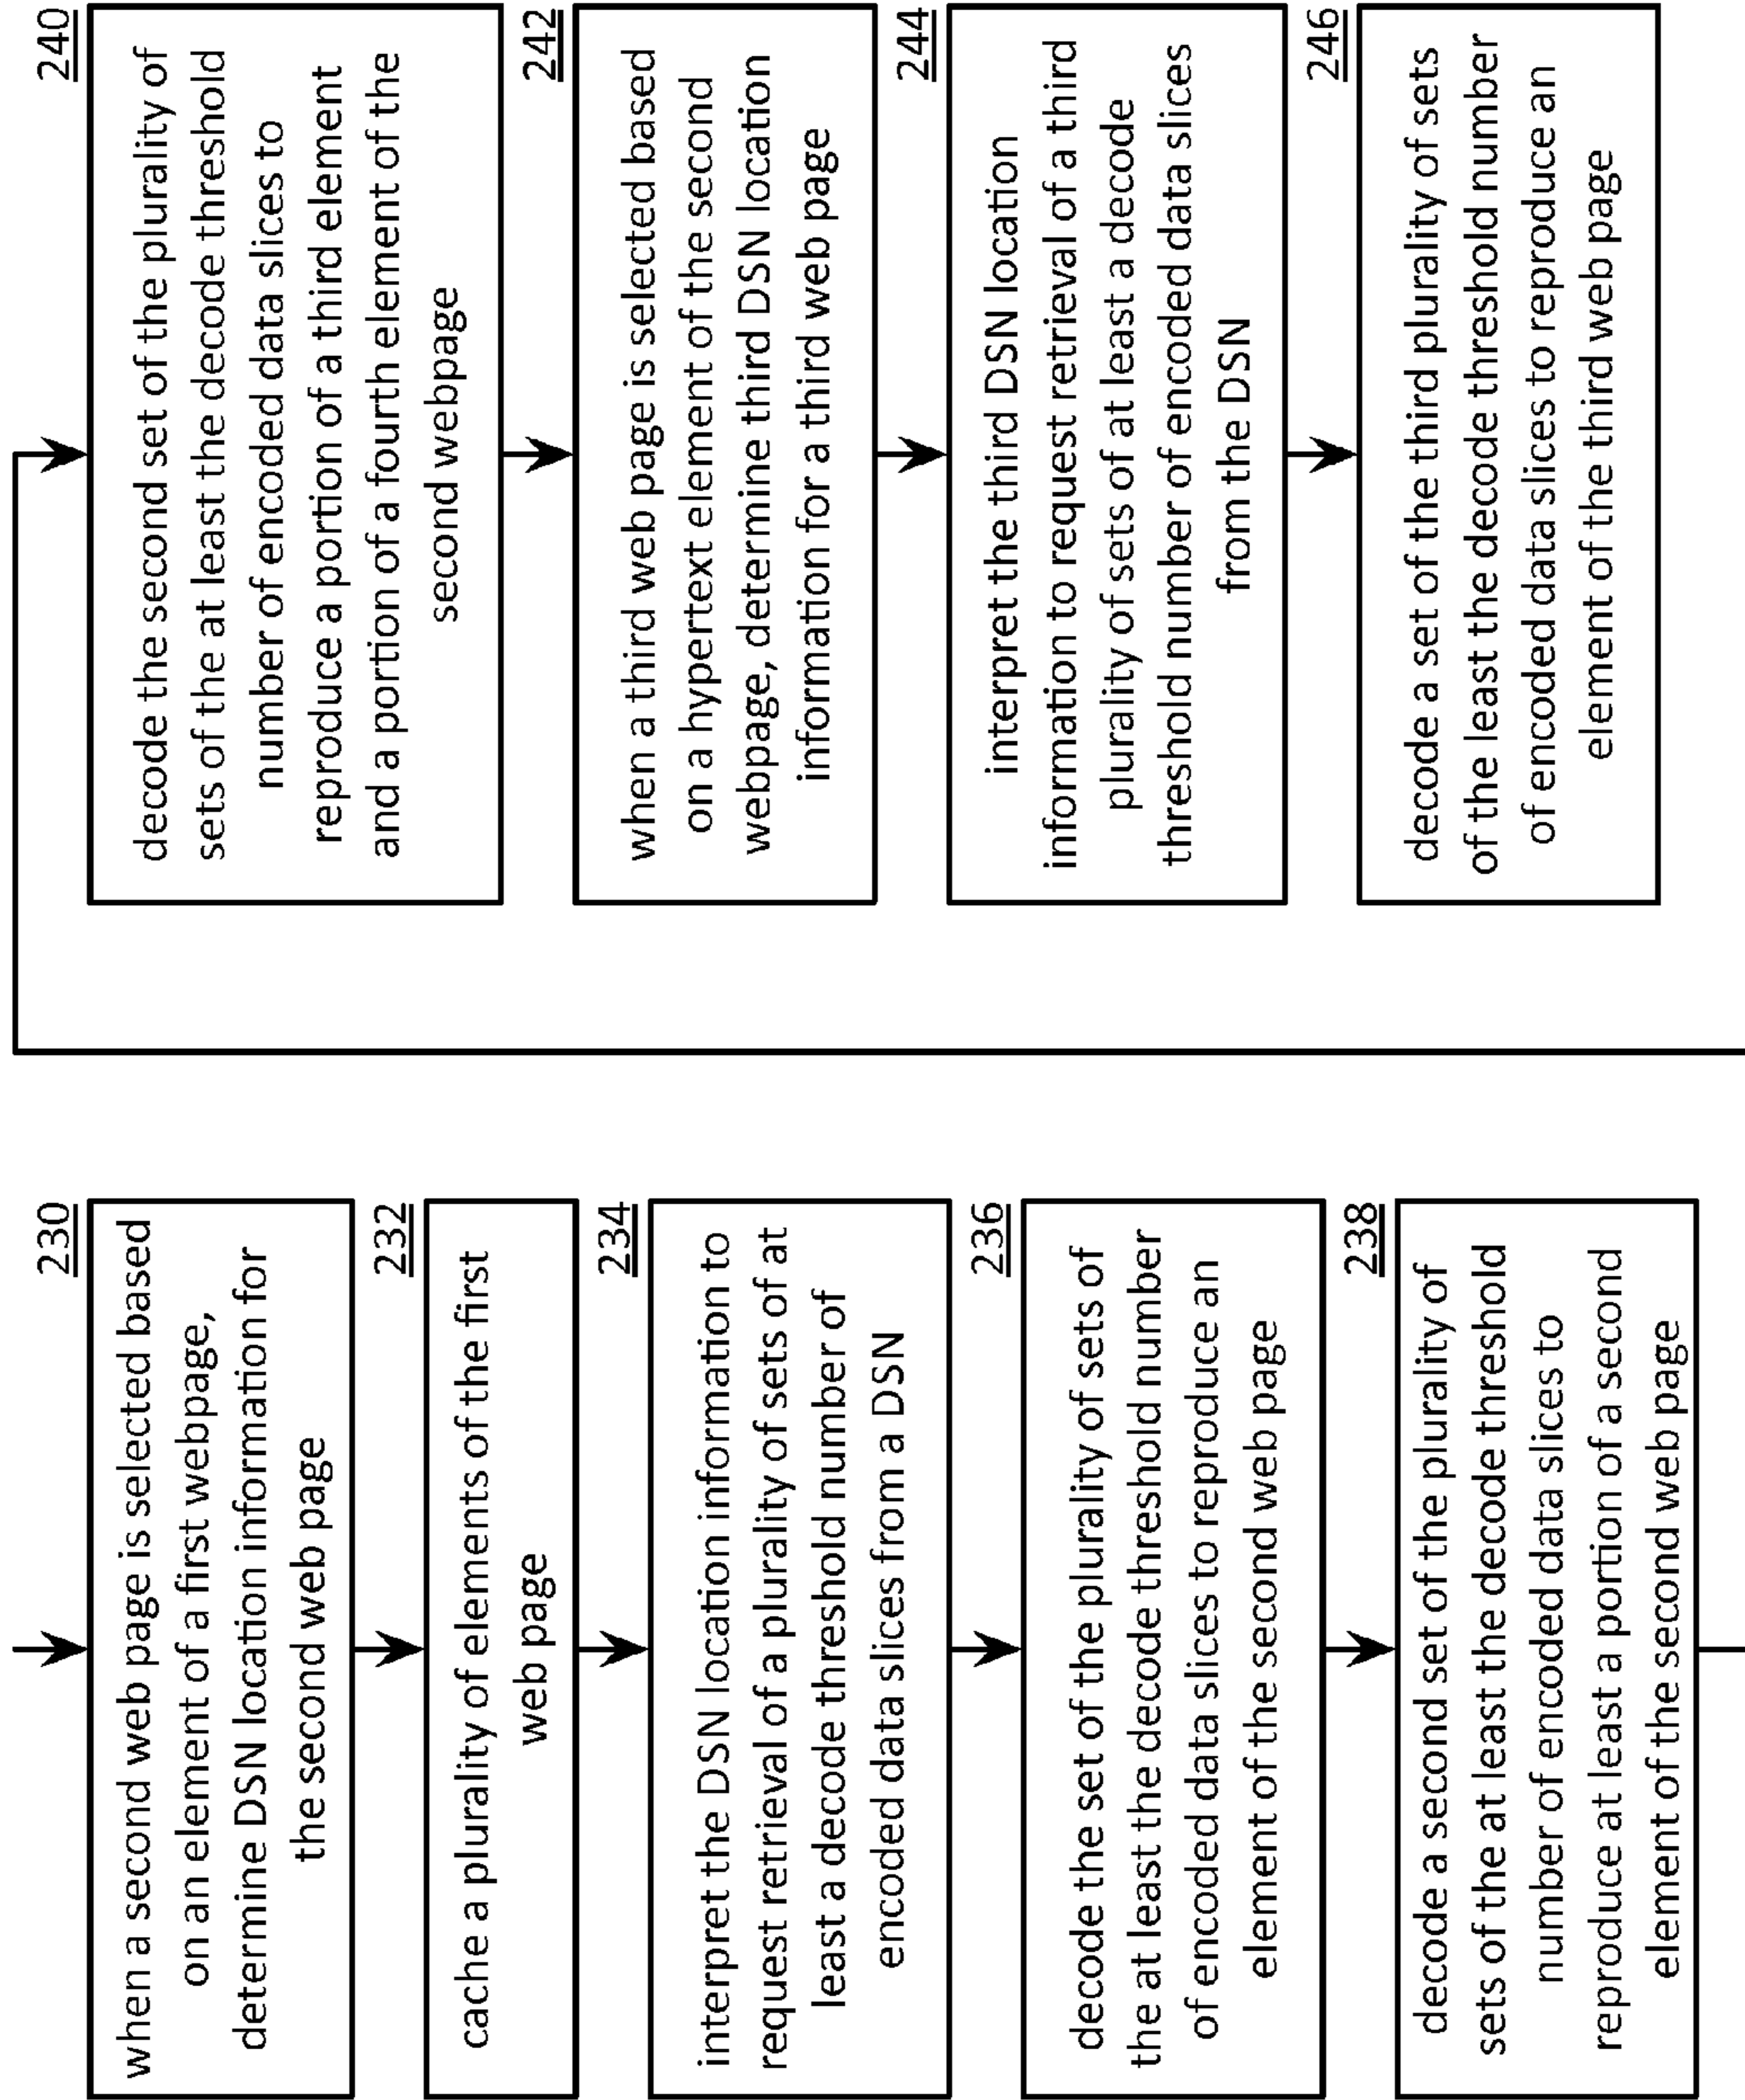 230
when a second web page is selected based
on an element of a first webpage,
determine DSN location information for
the second web page
232
cache a plurality of elements of the first
web page
234
interpret the DSN location information to
request retrieval of a plurality of sets of at
least a decode threshold number of
encoded data slices from a DSN
236
decode the set of the plurality of sets of
the at least the decode threshold number
of encoded data slices to reproduce an
element of the second web page
238
decode a second set of the plurality of
sets of the at least the decode threshold
number of encoded data slices to
reproduce at least a portion of a second
element of the second web page
240
decode the second set of the plurality of
sets of the at least the decode threshold
number of encoded data slices to
reproduce a portion of a third element
and a portion of a fourth element of the
second webpage
242
when a third web page is selected based
on a hypertext element of the second
webpage, determine third DSN location
information for a third web page
244
interpret the third DSN location
information to request retrieval of a third
plurality of sets of at least a decode
threshold number of encoded data slices
from the DSN
246
decode a set of the third plurality of sets
of the least the decode threshold number
of encoded data slices to reproduce an
element of the third web page